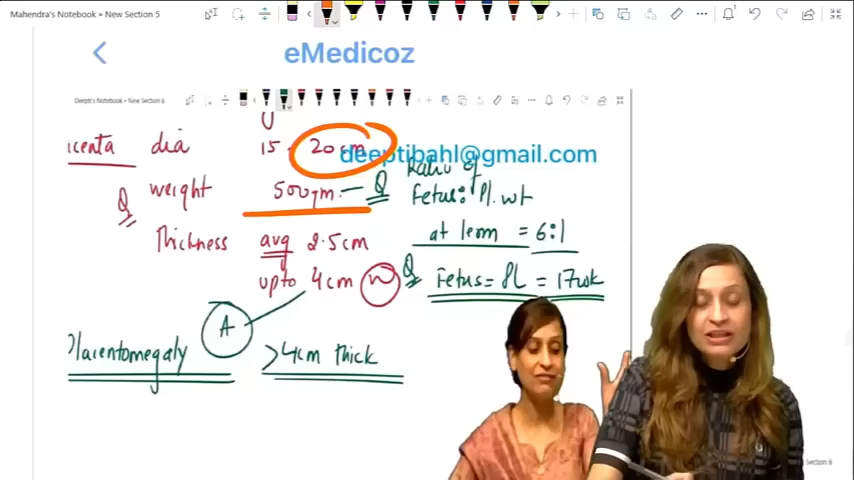 Mahendra's Notebook • New Section 5
eMedicoz
Deepti's Notebook • New Section 6
acenta dia 15 - 20 cm
deeptibahl@gmail.com
Q weight 500gm - Q
Ratio of
Fetus: Pl. wt
at term = 6:1
Thickness avg 2.5cm
upto 4cm N
Q Fetus = PL = 17wk
A
Placentomegaly >4cm thick
Section 6